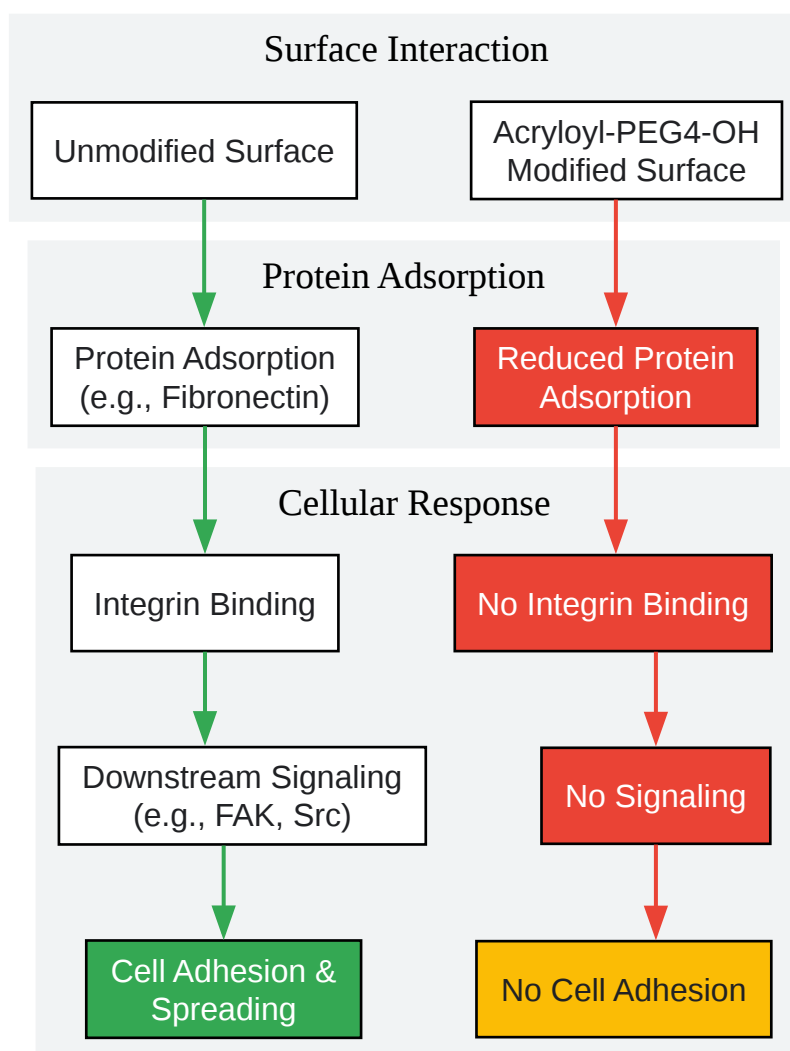 Surface Interaction
Unmodified Surface
Acryloyl-PEG4-OH
Modified Surface
Protein Adsorption
Protein Adsorption
(e.g., Fibronectin)
Reduced Protein
Adsorption
Cellular Response
Integrin Binding
No Integrin Binding
Downstream Signaling
(e.g., FAK, Src)
No Signaling
Cell Adhesion &
Spreading
No Cell Adhesion